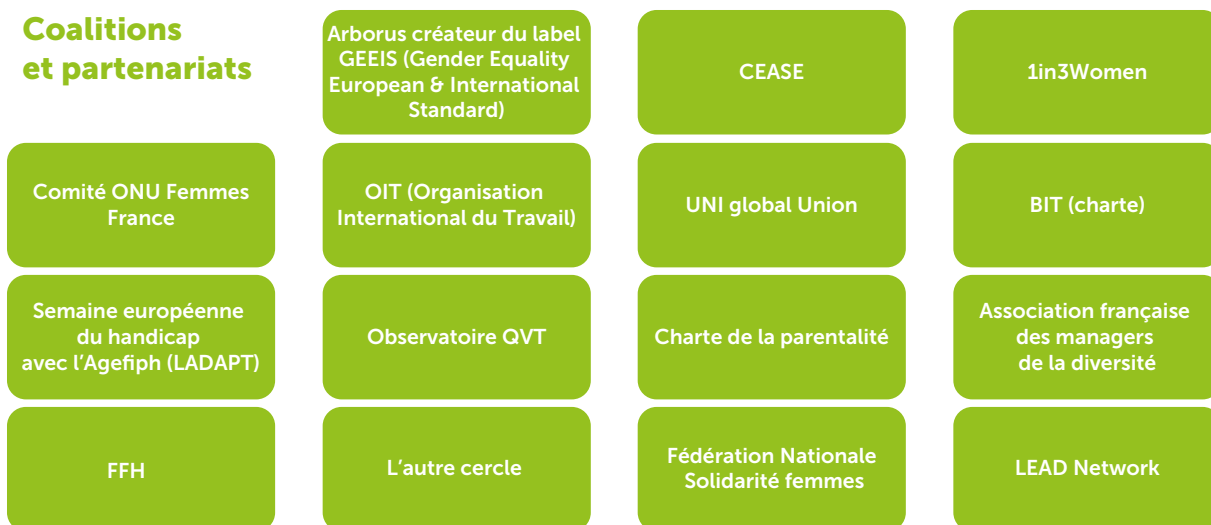 Coalitions
et partenariats
Arborus créateur du label
GEEIS (Gender Equality
European & International
Standard)
CEASE
1in3Women
Comité ONU Femmes
France
OIT (Organisation
International du Travail)
UNI global Union
BIT (charte)
Semaine européenne
du handicap
avec l’Agefiph (LADAPT)
Observatoire QVT
Charte de la parentalité
Association française
des managers
de la diversité
FFH
L’autre cercle
Fédération Nationale
Solidarité femmes
LEAD Network